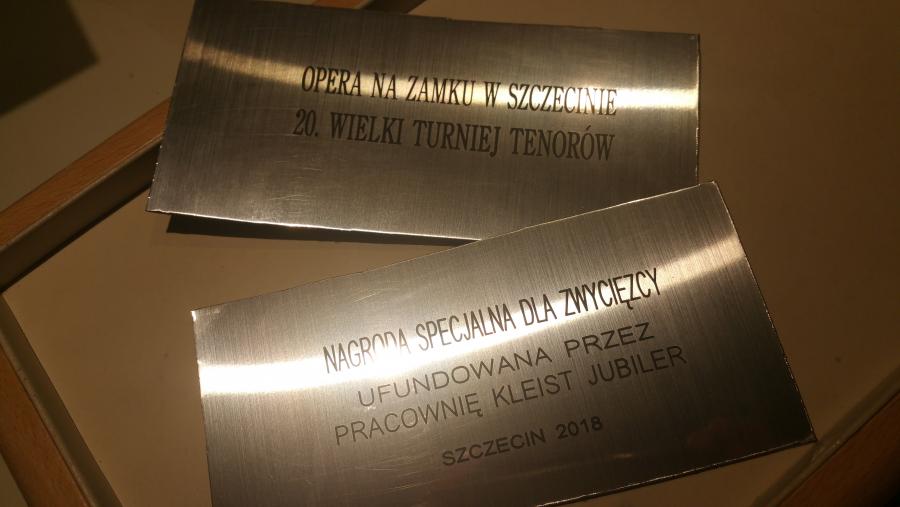 OPERA NA ZAMKU W SZCZECINIE
20. WIELKI TURNIEJ TENORÓW
NAGRODA SPECJALNA DLA ZWYCIĘZCY
UFUNDOWANA PRZEZ
PRACOWNIĘ KLEIST JUBILER
SZCZECIN 2018